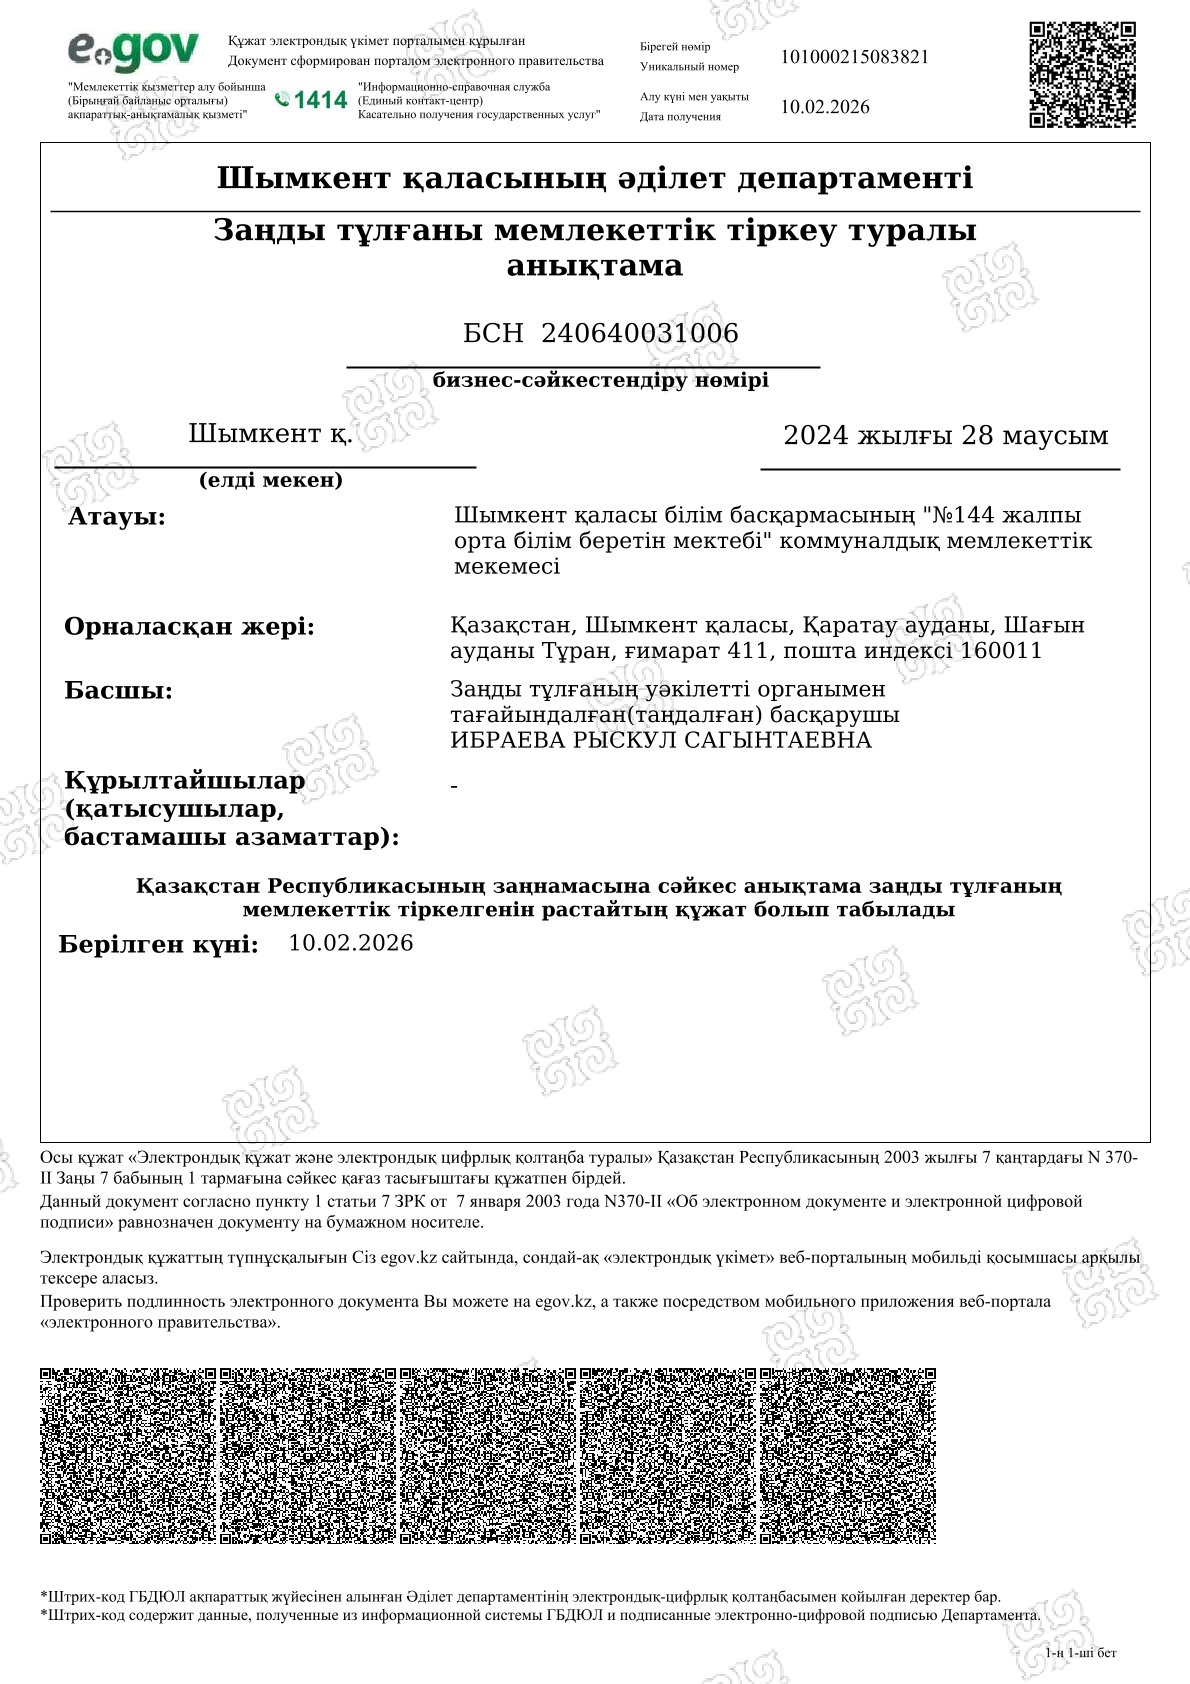 e.gov
Құжат электрондық үкімет порталымен құрылған
Документ сформирован порталом электронного правительства
"Мемлекеттік қызметтер алу бойынша
(Бірыңғай байланыс орталығы)
ақпараттық-анықтамалық қызметі"
1414
"Информационно-справочная служба
(Единый контакт-центр)
Касательно получения государственных услуг"
Бірегей нөмір
Уникальный номер
101000215083821
Алу күні мен уақыты
Дата получения
10.02.2026
Шымкент қаласының әділет департаменті
Заңды тұлғаны мемлекеттік тіркеу туралы
анықтама
БСН 240640031006
бизнес-сәйкестендіру нөмірі
Шымкент қ.
2024 жылғы 28 маусым
(елді мекен)
Атауы:
Шымкент қаласы білім басқармасының "№144 жалпы
орта білім беретін мектебі" коммуналдық мемлекеттік
мекемесі
Орналасқан жері:
Қазақстан, Шымкент қаласы, Қаратау ауданы, Шағын
ауданы Тұран, ғимарат 411, пошта индексі 160011
Басшы:
Заңды тұлғаның уәкілетті органымен
тағайындалған(таңдалған) басқарушы
ИБРАЕВА РЫСКУЛ САГЫНТАЕВНА
Құрылтайшылар
(қатысушылар,
бастамашы азаматтар):
-
Қазақстан Республикасының заңнамасына сәйкес анықтама заңды тұлғаның
мемлекеттік тіркелгенін растайтың құжат болып табылады
Берілген күні: 10.02.2026
Осы құжат «Электрондық құжат және электрондық цифрлық қолтаңба туралы» Қазақстан Республикасының 2003 жылғы 7 қаңтардағы N 370-
II Заңы 7 бабының 1 тармағына сәйкес қағаз тасығыштағы құжатпен бірдей.
Данный документ согласно пункту 1 статьи 7 ЗРК от 7 января 2003 года N370-II «Об электронном документе и электронной цифровой
подписи» равнозначен документу на бумажном носителе.
Электрондық құжаттың түпнұсқалығын Сіз egov.kz сайтында, сондай-ақ «электрондық үкімет» веб-порталының мобильді қосымшасы арқылы
тексере аласыз.
Проверить подлинность электронного документа Вы можете на egov.kz, а также посредством мобильного приложения веб-портала
«электронного правительства».
*Штрих-код ГБДЮЛ ақпараттық жүйесінен алынған Әділет департаментінің электрондық-цифрлық қолтаңбасымен қойылған деректер бар.
*Штрих-код содержит данные, полученные из информационной системы ГБДЮЛ и подписанные электронно-цифровой подписью Департамента.
1-ң 1-ші бет